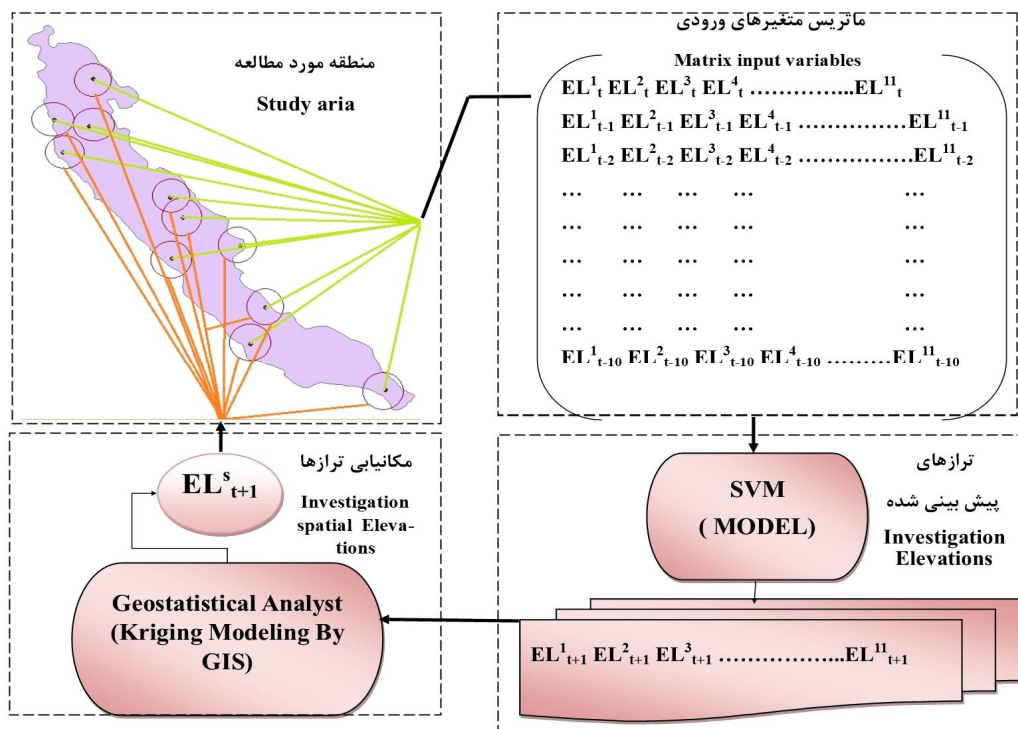 منطقه مورد مطالعه
Study aria
ماتریس متغیرهای ورودی
Matrix input variables
EL¹ₜ EL²ₜ EL³ₜ EL⁴ₜ …………...EL¹¹ₜ
EL¹ₜ₋₁ EL²ₜ₋₁ EL³ₜ₋₁ EL⁴ₜ₋₁ ………………EL¹¹ₜ₋₁
EL¹ₜ₋₂ EL²ₜ₋₂ EL³ₜ₋₂ EL⁴ₜ₋₂ ………………EL¹¹ₜ₋₂
… … … … …
… … … … …
… … … … …
… … … … …
… … … … …
EL¹ₜ₋₁₀ EL²ₜ₋₁₀ EL³ₜ₋₁₀ EL⁴ₜ₋₁₀ ………EL¹¹ₜ₋₁₀
SVM
( MODEL)
ترازهای
پیش بینی شده
Investigation
Elevations
EL¹ₜ₊₁ EL²ₜ₊₁ EL³ₜ₊₁ ……………...EL¹¹ₜ₊₁
مکانیابی ترازها
Investigation
spatial Eleva-
tions
ELˢₜ₊₁
Geostatistical Analyst
(Kriging Modeling By
GIS)